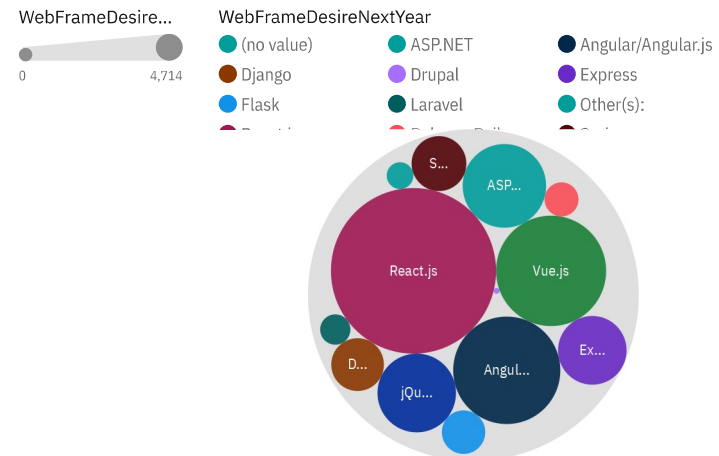 WebFrameDesire...
WebFrameDesireNextYear
0 4,714
(no value) ASP.NET Angular/Angular.js
Django Drupal Express
Flask Laravel Other(s):
S...
ASP...
React.js
Vue.js
Ex...
D...
Angul...
jQu...